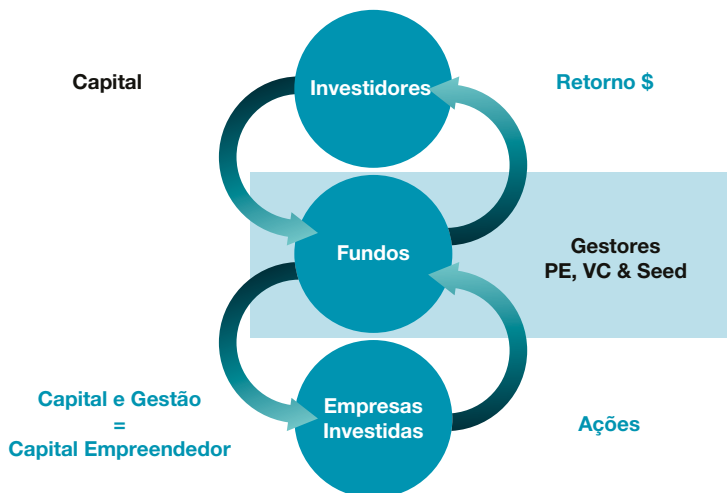 Capital
Investidores
Retorno $
Fundos
Gestores
PE, VC & Seed
Capital e Gestão
=
Capital Empreendedor
Empresas
Investidas
Ações